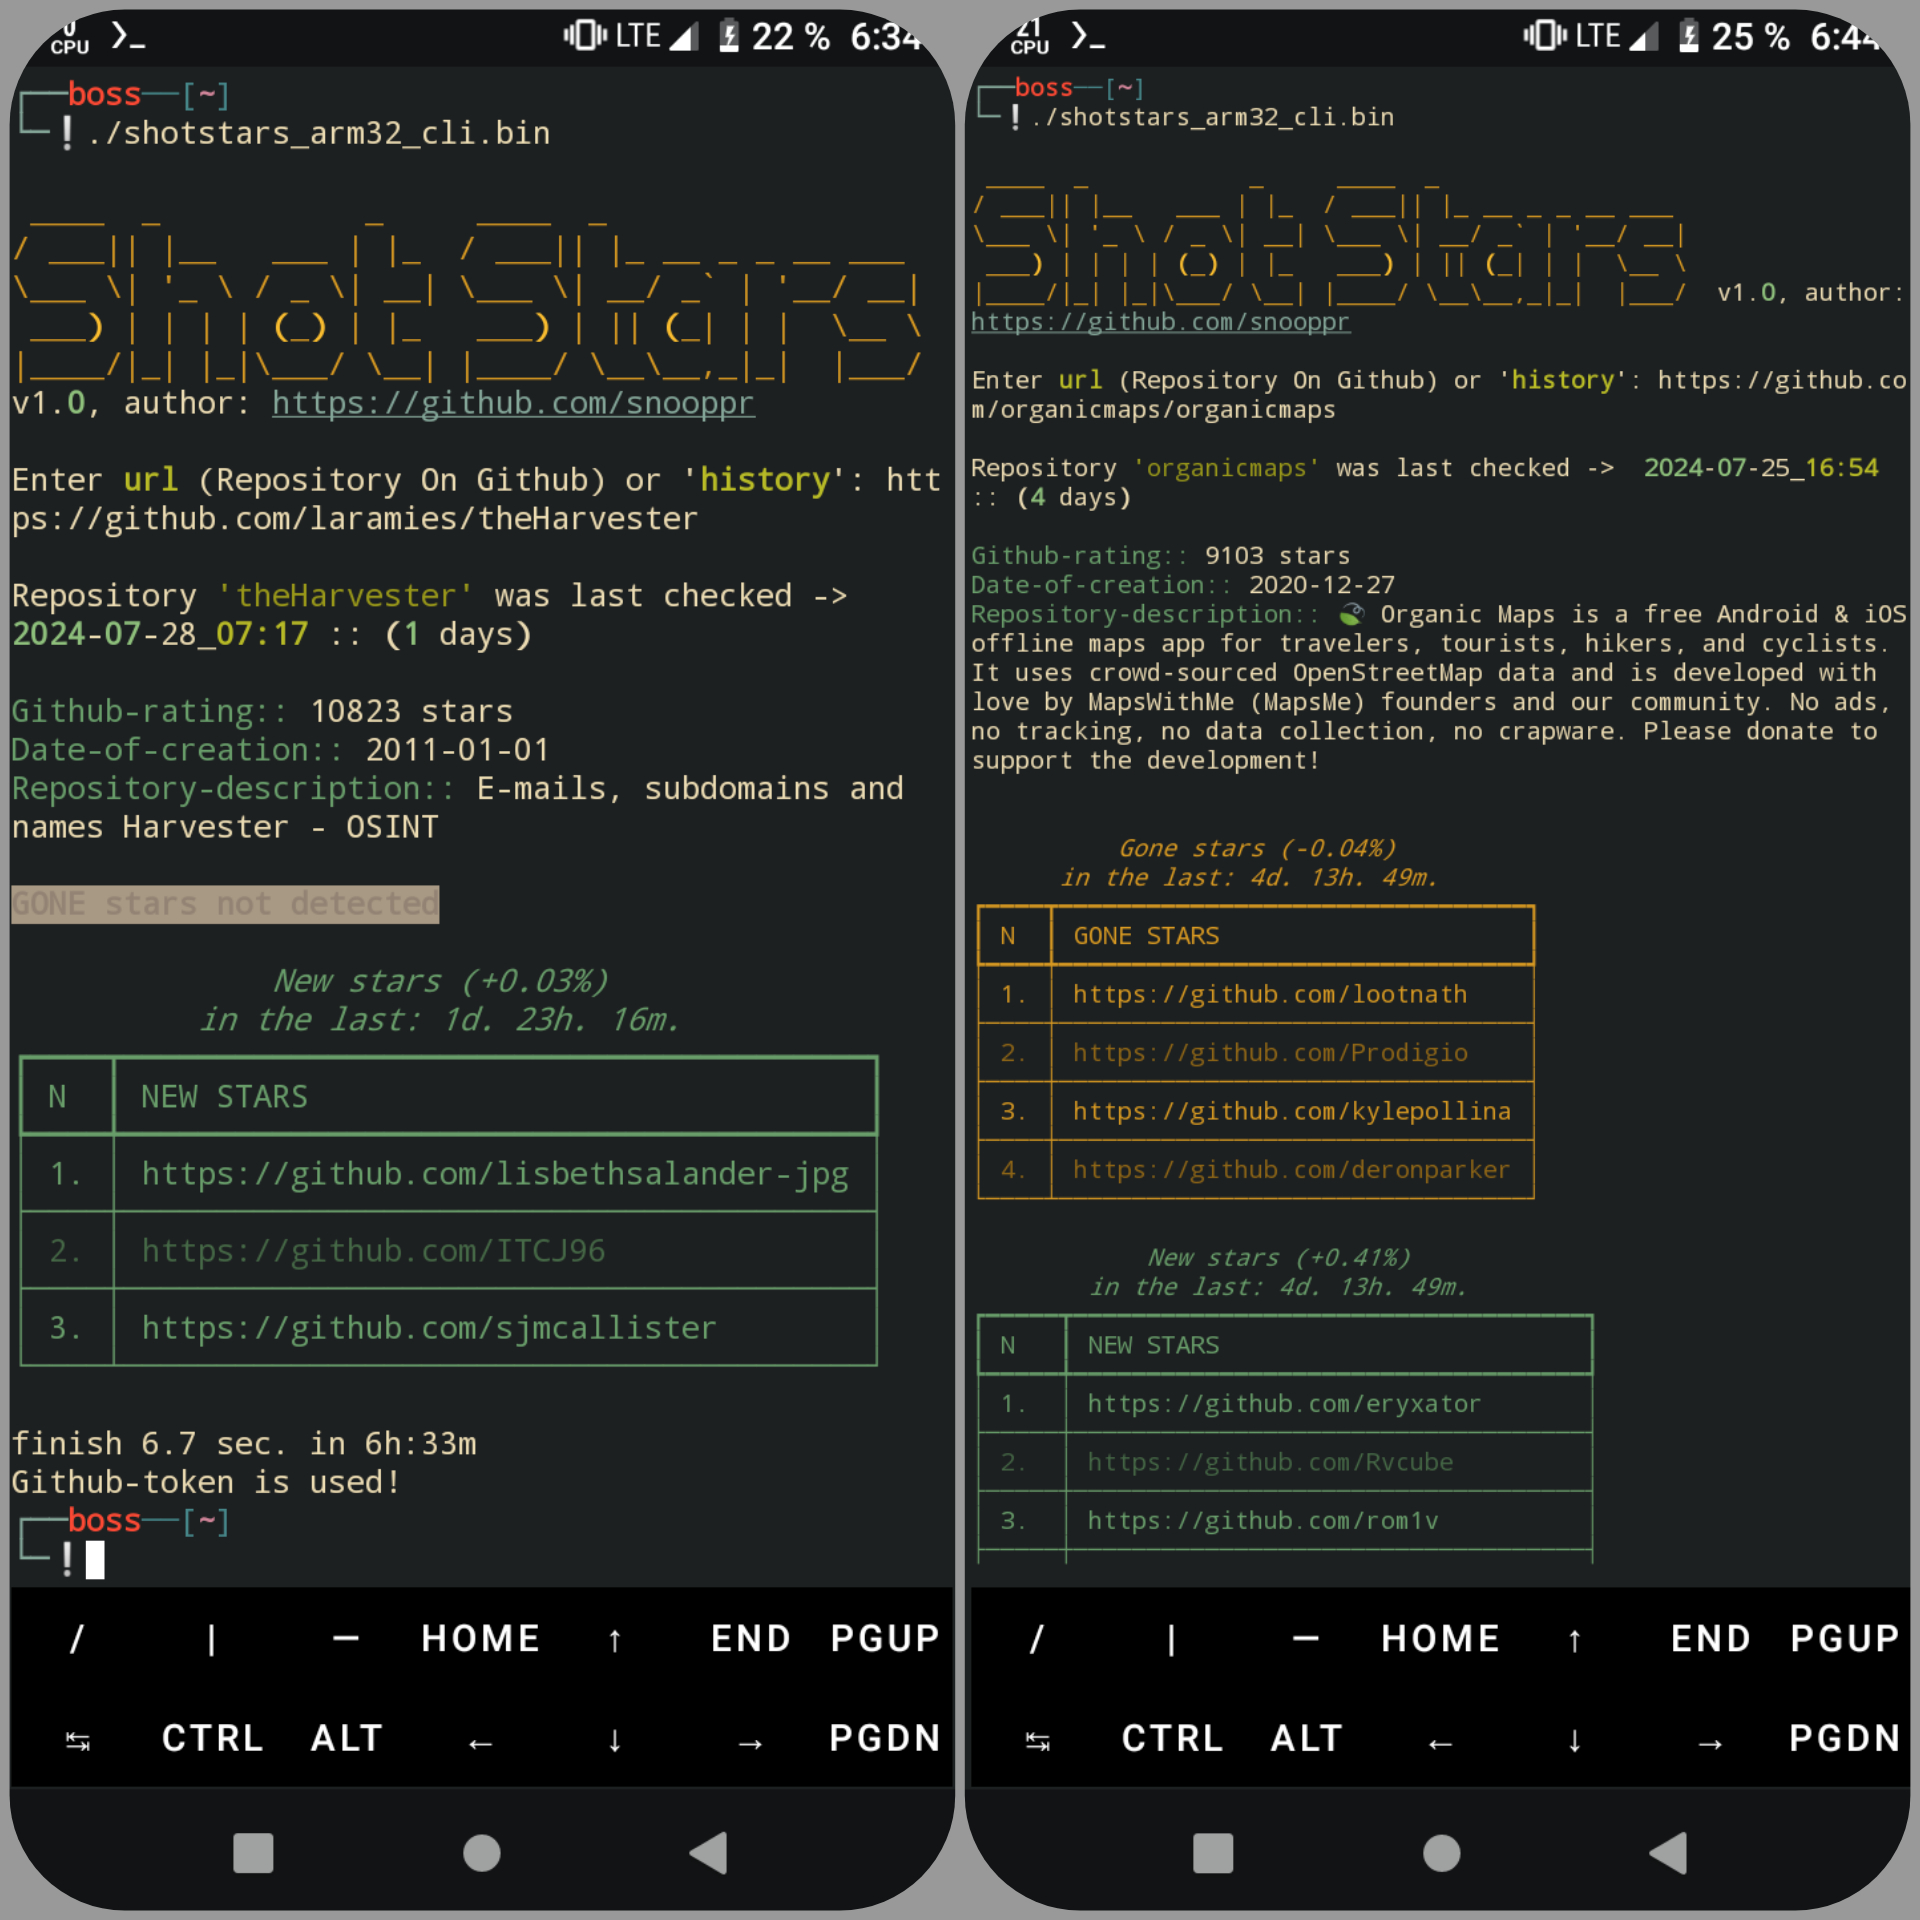 0
CPU
LTE 22 % 6:34
boss [~]
! ./shotstars_arm32_cli.bin
Shot Stars
v1.0, author: https://github.com/snooppr
Enter url (Repository On Github) or 'history': htt
ps://github.com/laramies/theHarvester
Repository 'theHarvester' was last checked ->
2024-07-28_07:17 :: (1 days)
Github-rating:: 10823 stars
Date-of-creation:: 2011-01-01
Repository-description:: E-mails, subdomains and
names Harvester - OSINT
GONE stars not detected
New stars (+0.03%)
in the last: 1d. 23h. 16m.
N NEW STARS
1. https://github.com/lisbethsalander-jpg
2. https://github.com/ITCJ96
3. https://github.com/sjmcallister
finish 6.7 sec. in 6h:33m
Github-token is used!
boss [~]
!
/ | — HOME ↑ END PGUP
↹ CTRL ALT ← ↓ → PGDN
21
CPU
LTE 25 % 6:44
boss [~]
! ./shotstars_arm32_cli.bin
Shot Stars
v1.0, author:
https://github.com/snooppr
Enter url (Repository On Github) or 'history': https://github.co
m/organicmaps/organicmaps
Repository 'organicmaps' was last checked -> 2024-07-25_16:54
:: (4 days)
Github-rating:: 9103 stars
Date-of-creation:: 2020-12-27
Repository-description:: 🍃 Organic Maps is a free Android & iOS
offline maps app for travelers, tourists, hikers, and cyclists.
It uses crowd-sourced OpenStreetMap data and is developed with
love by MapsWithMe (MapsMe) founders and our community. No ads,
no tracking, no data collection, no crapware. Please donate to
support the development!
Gone stars (-0.04%)
in the last: 4d. 13h. 49m.
N GONE STARS
1. https://github.com/lootnath
2. https://github.com/Prodigio
3. https://github.com/kylepollina
4. https://github.com/deronparker
New stars (+0.41%)
in the last: 4d. 13h. 49m.
N NEW STARS
1. https://github.com/eryxator
2. https://github.com/Rvcube
3. https://github.com/rom1v
/ | — HOME ↑ END PGUP
↹ CTRL ALT ← ↓ → PGDN